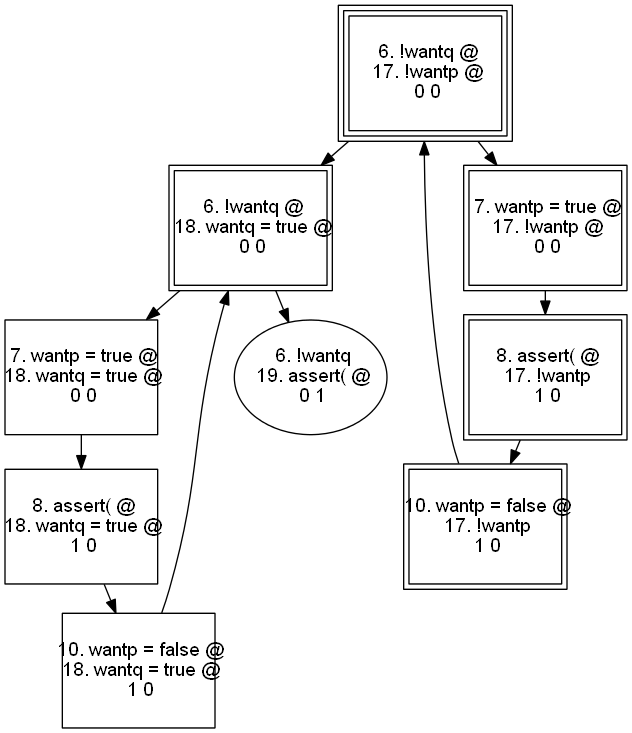 6. !wantq @
17. !wantp @
0 0
6. !wantq @
18. wantq = true @
0 0
7. wantp = true @
17. !wantp @
0 0
7. wantp = true @
18. wantq = true @
0 0
6. !wantq
19. assert( @
0 1
8. assert( @
17. !wantp
1 0
8. assert( @
18. wantq = true @
1 0
10. wantp = false @
17. !wantp
1 0
10. wantp = false @
18. wantq = true @
1 0